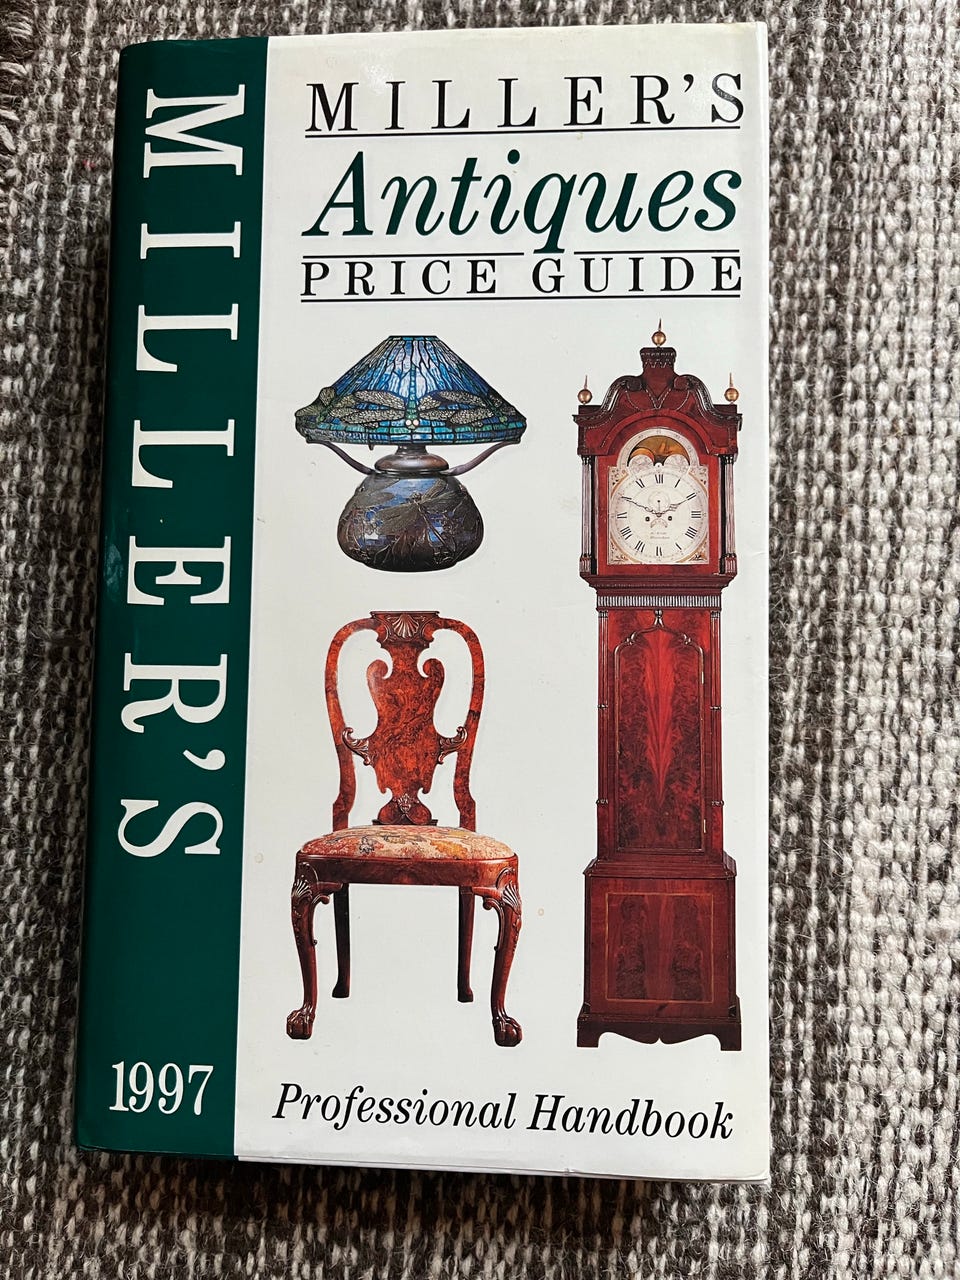 MILLER'S
1997
MILLER'S
Antiques
PRICE GUIDE
Professional Handbook